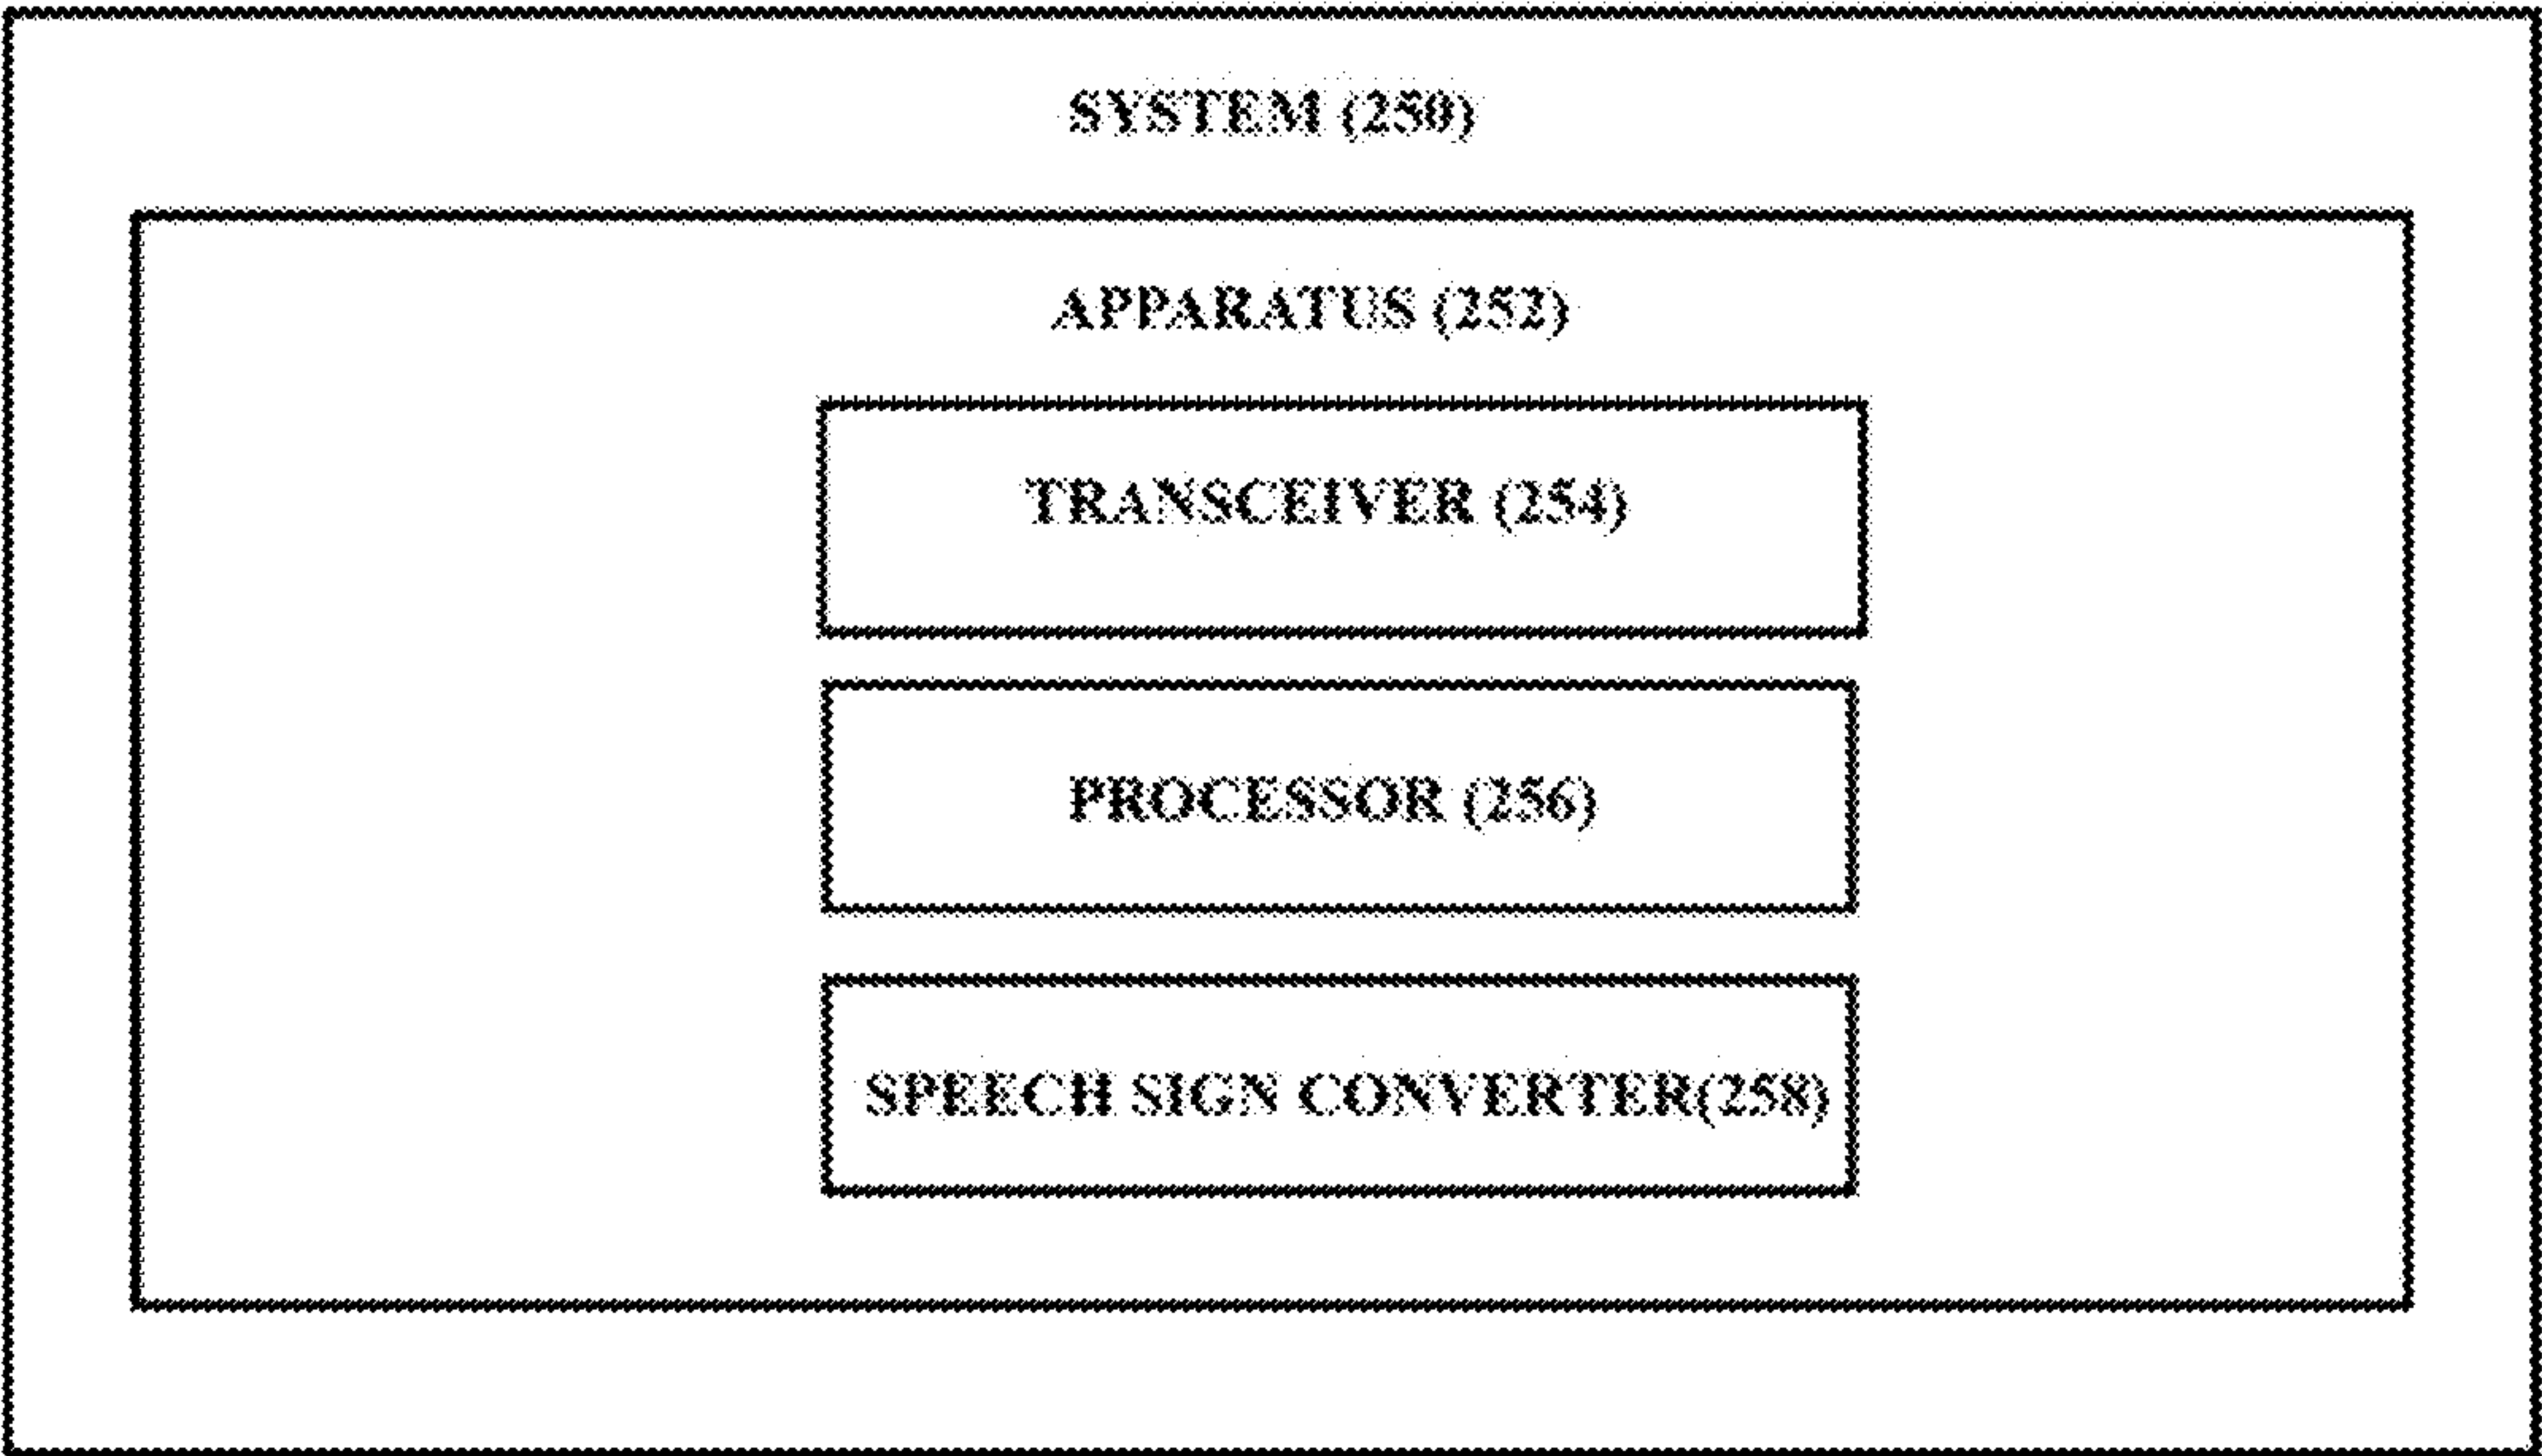 SYSTEM (250)
APPARATUS (252)
TRANSCEIVER (254)
PROCESSOR (256)
SPEECH SIGN CONVERTER(258)